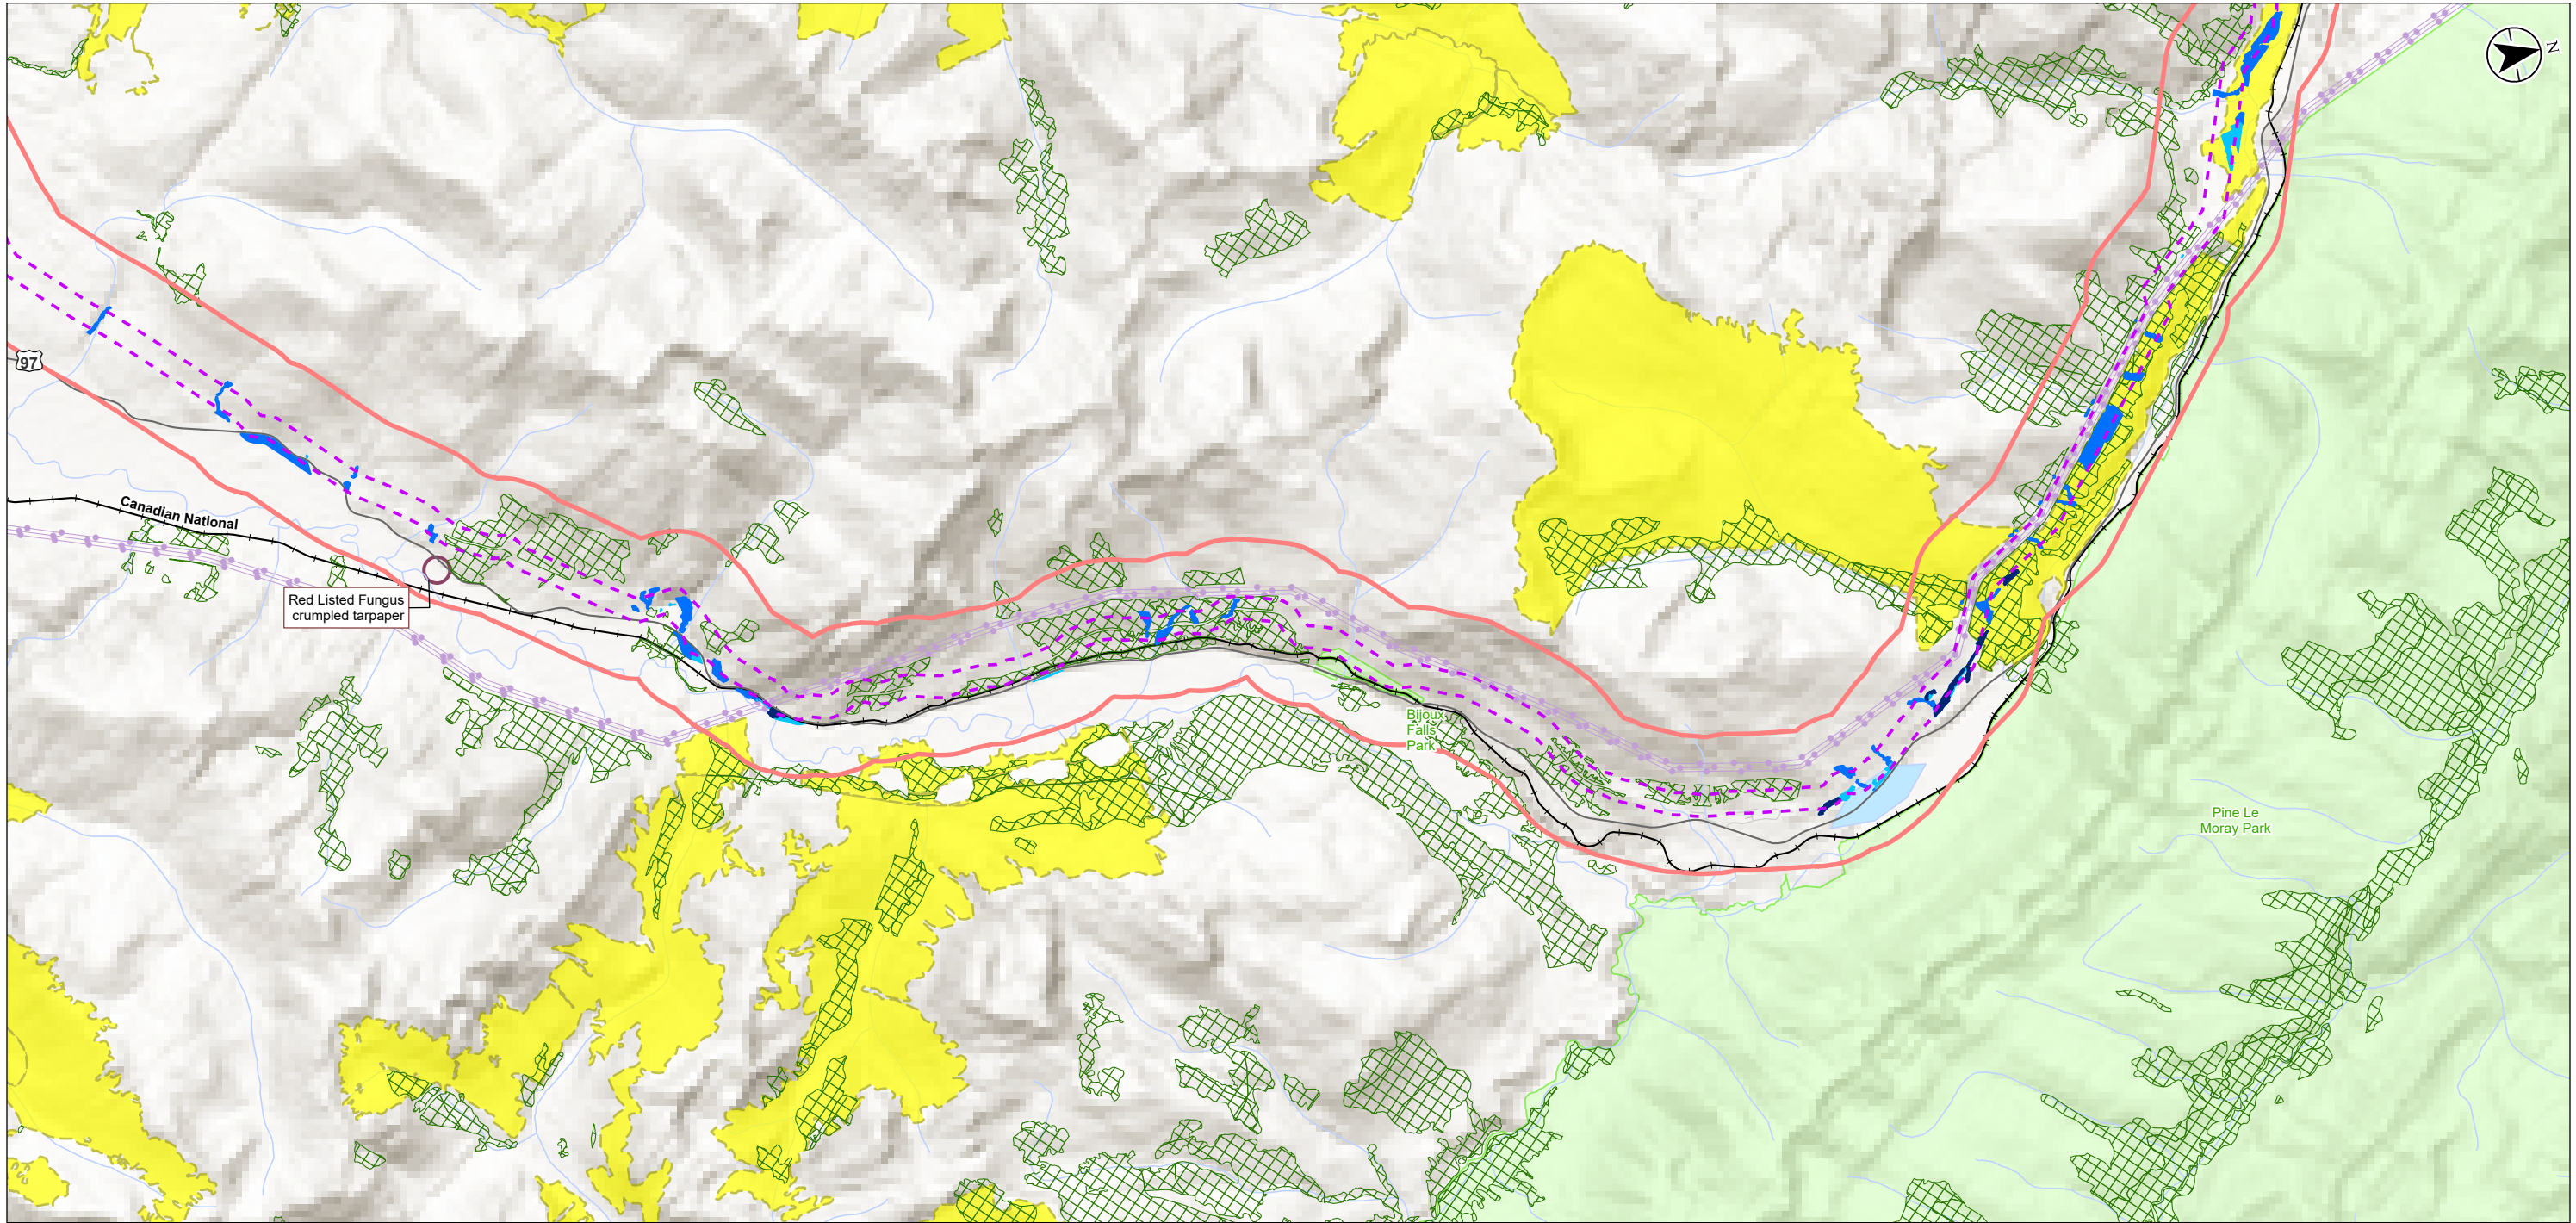 N
97
Canadian National
Red Listed Fungus
crumpled tarpaper
Bijoux
Falls
Park
Pine Le
Moray Park